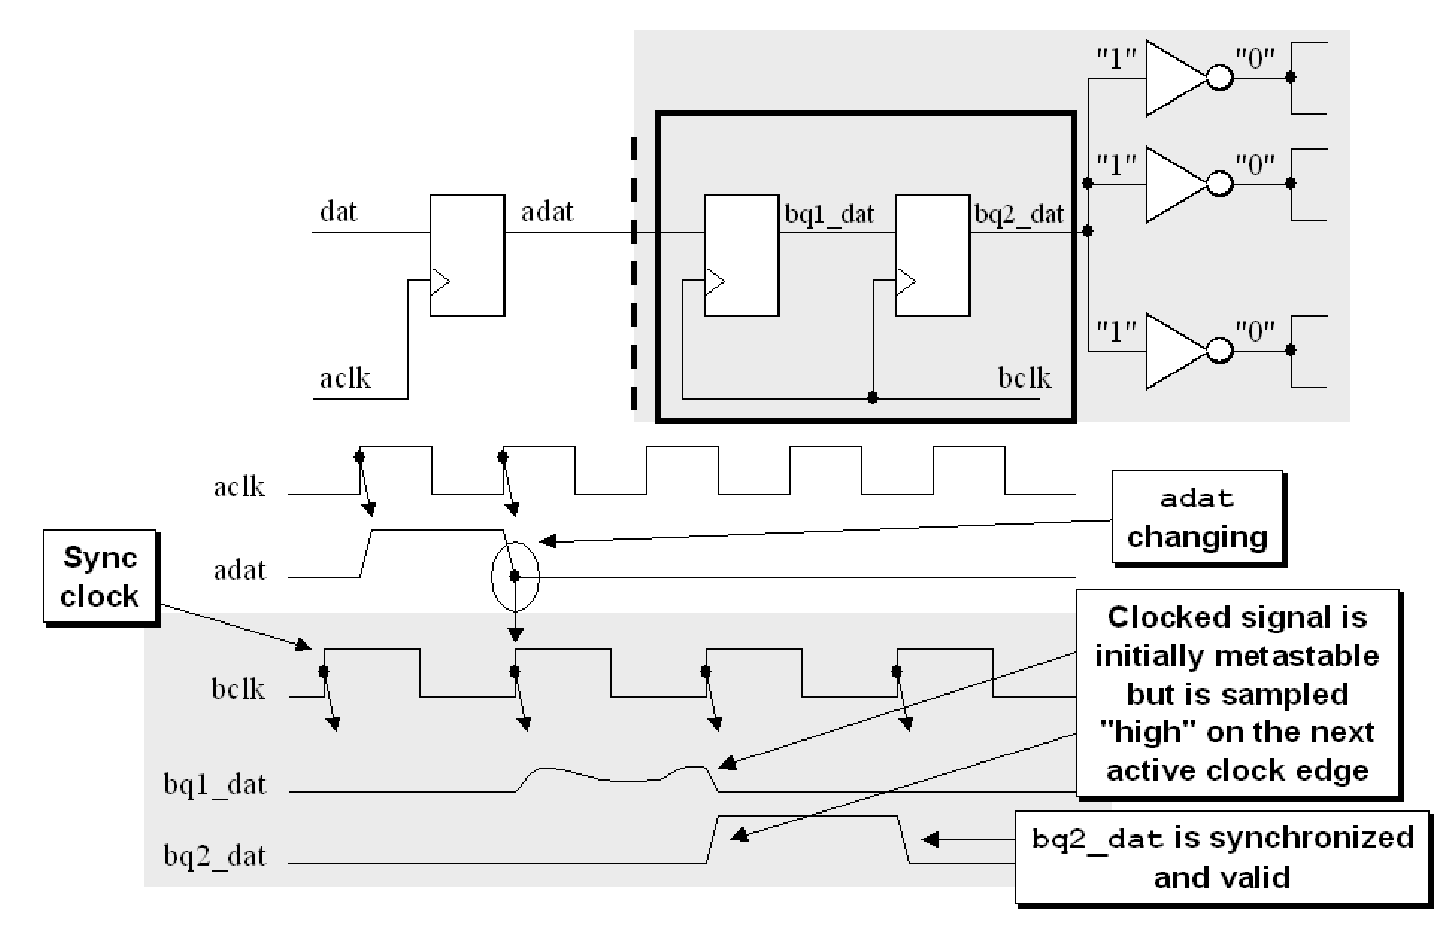 "1"
"0"
"1"
"0"
dat
adat
bq1_dat
bq2_dat
"1"
"0"
aclk
bclk
aclk
adat
changing
Sync
clock
adat
Clocked signal is
initially metastable
but is sampled
"high" on the next
active clock edge
bclk
bq1_dat
bq2_dat
bq2_dat is synchronized
and valid